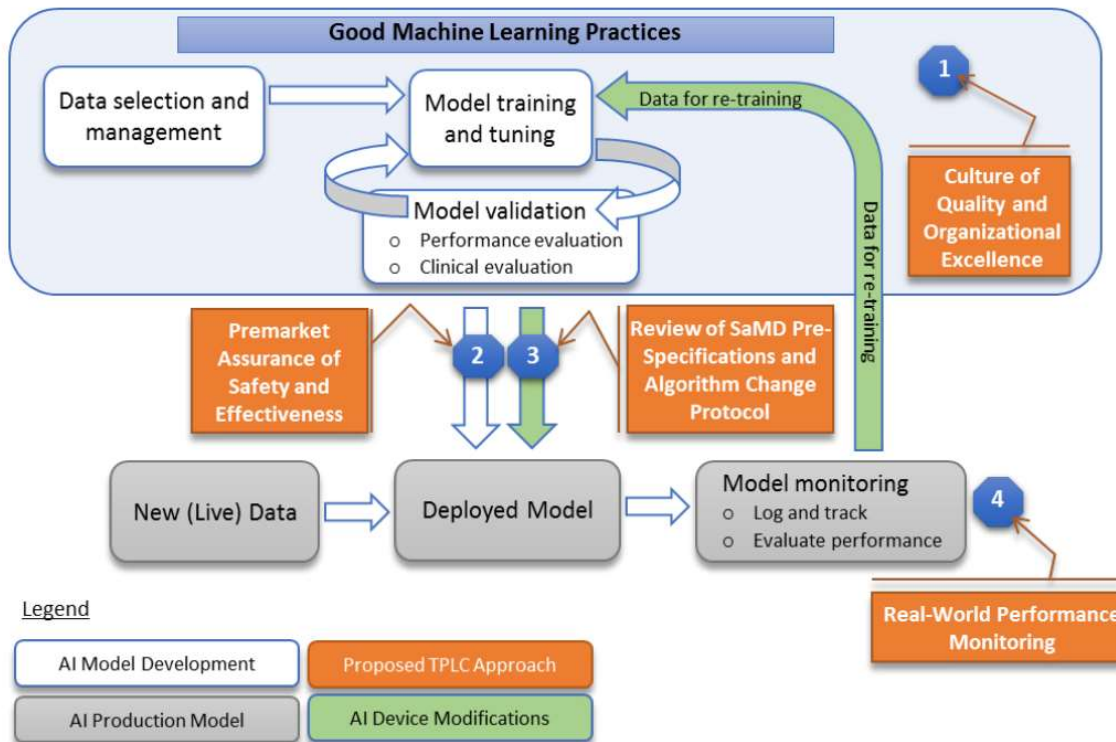 Good Machine Learning Practices
Data selection and
management
Model training
and tuning
Data for re-training
1
Culture of
Quality and
Organizational
Excellence
Model validation
o Performance evaluation
o Clinical evaluation
Data for re-training
Premarket
Assurance of
Safety and
Effectiveness
2
3
Review of SaMD Pre-
Specifications and
Algorithm Change
Protocol
New (Live) Data
Deployed Model
Model monitoring
o Log and track
o Evaluate performance
4
Real-World Performance
Monitoring
Legend
AI Model Development
Proposed TPLC Approach
AI Production Model
AI Device Modifications